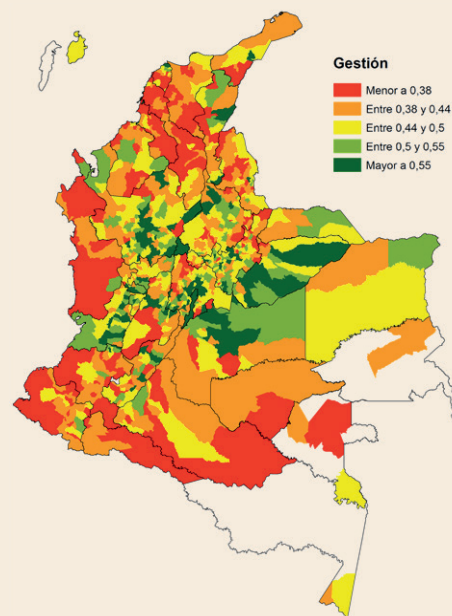 Gestión
Menor a 0,38
Entre 0,38 y 0,44
Entre 0,44 y 0,5
Entre 0,5 y 0,55
Mayor a 0,55